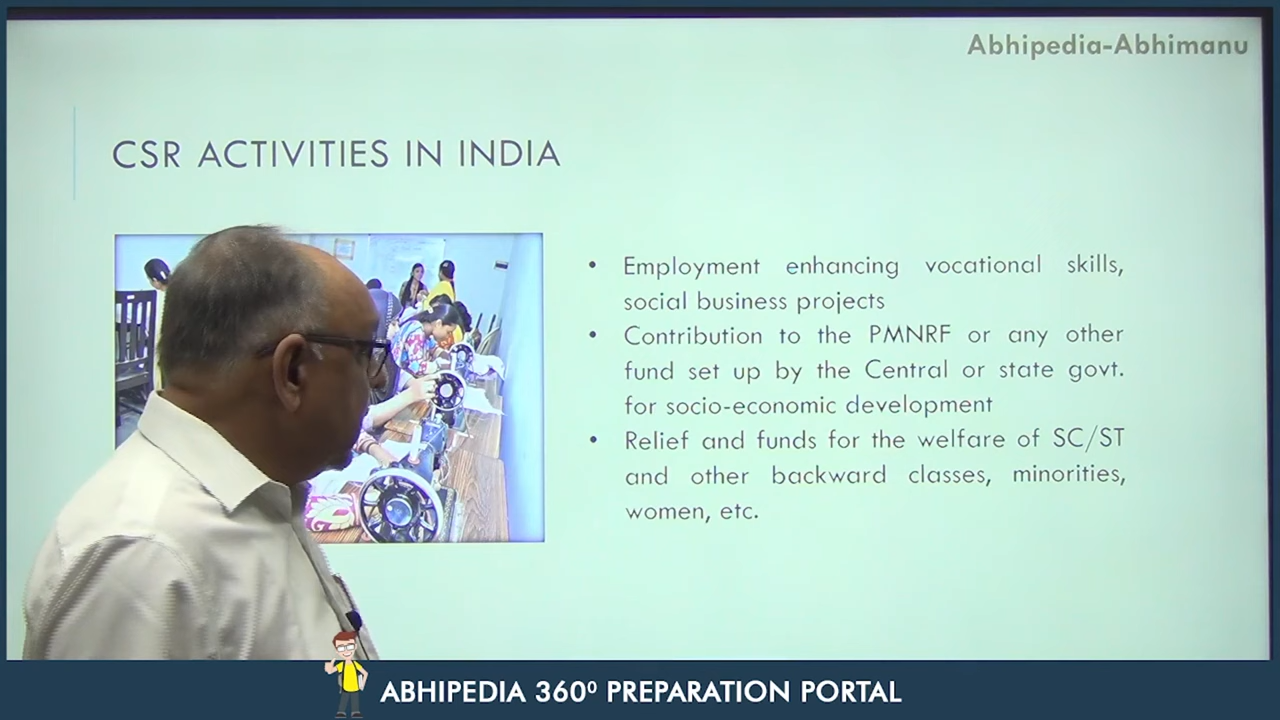 Abhipedia-Abhimanu
CSR ACTIVITIES IN INDIA
• Employment enhancing vocational skills,
social business projects
• Contribution to the PMNRF or any other
fund set up by the Central or state govt.
for socio-economic development
• Relief and funds for the welfare of SC/ST
and other backward classes, minorities,
women, etc.
ABHIPEDIA 360⁰ PREPARATION PORTAL